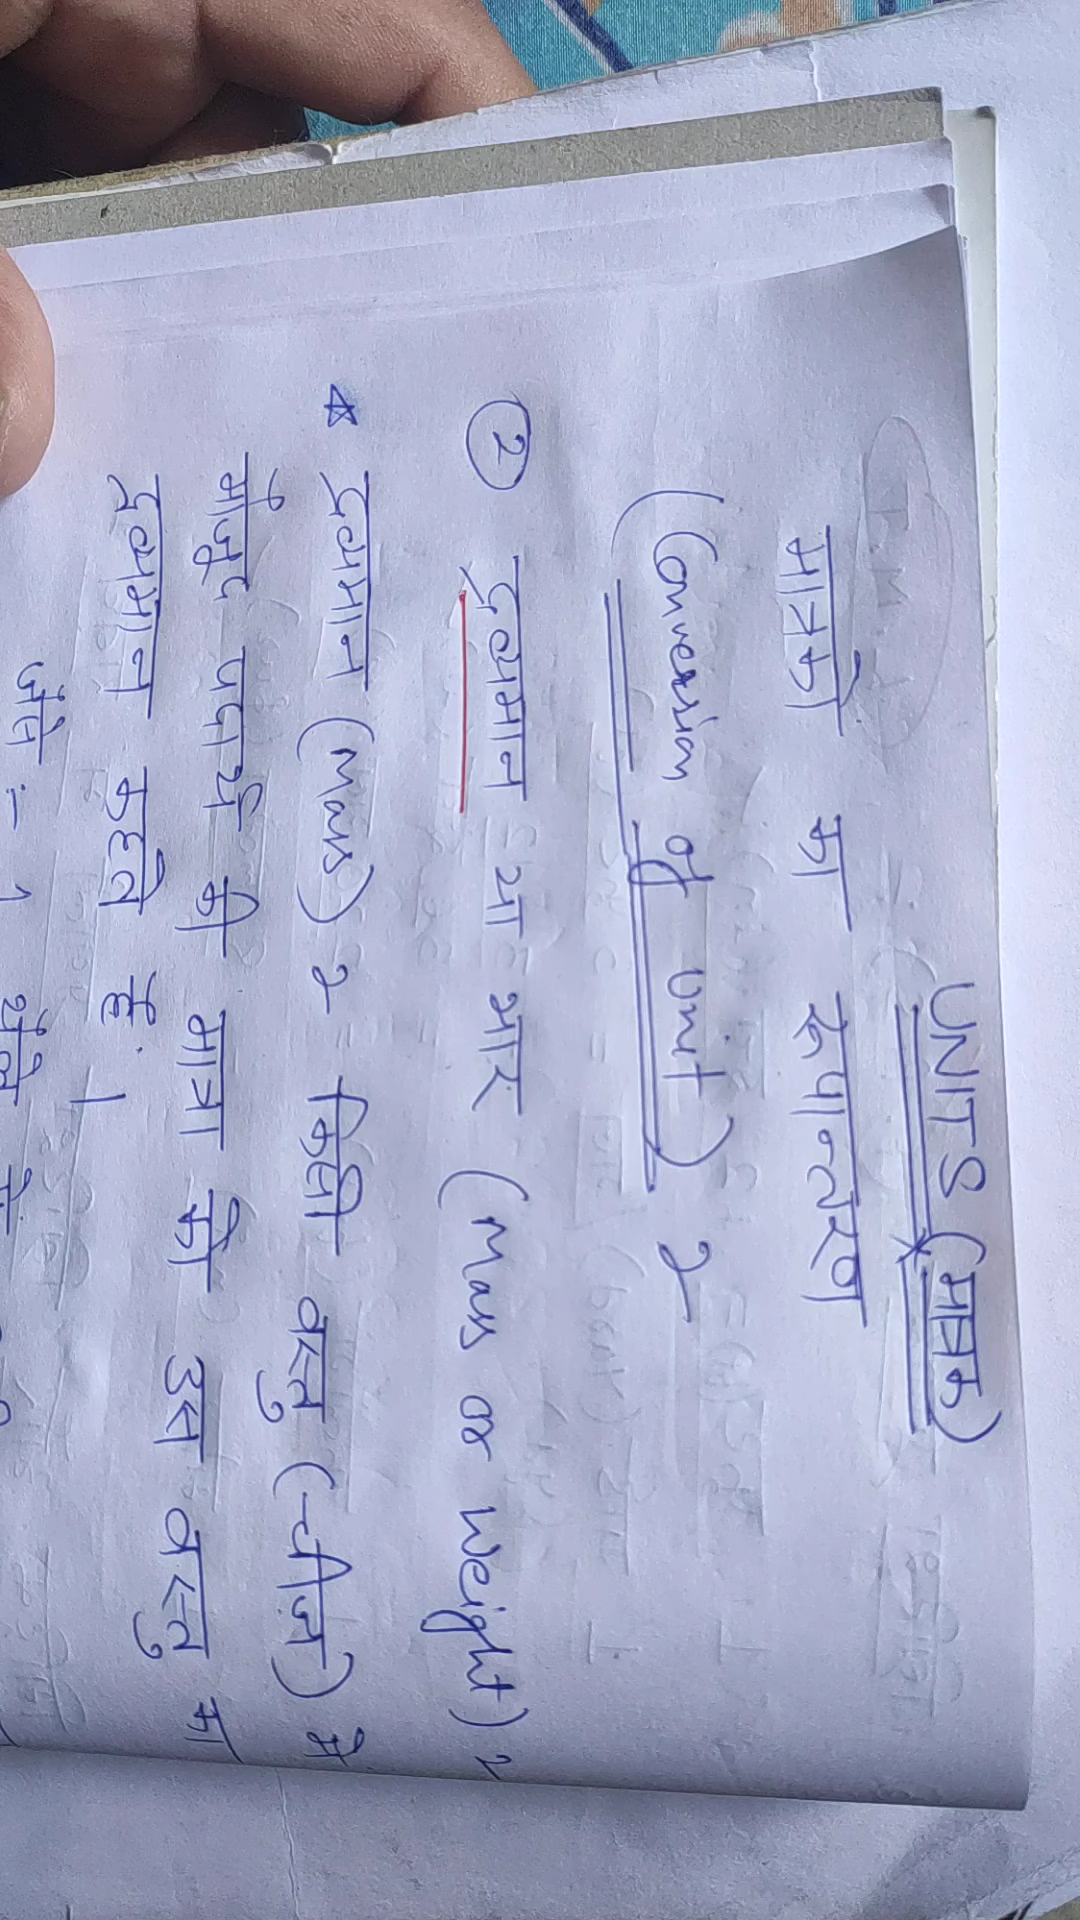 UNITS (मात्रक)
मात्रकों का रूपान्तरण
(Conversion of Unit)
② द्रव्यमान या भार (Mass or Weight)
* द्रव्यमान (Mass) किसी वस्तु (चीज) में
मौजूद पदार्थ की मात्रा को उस वस्तु का
द्रव्यमान कहते हैं।
जैसे :- 1 थैले में